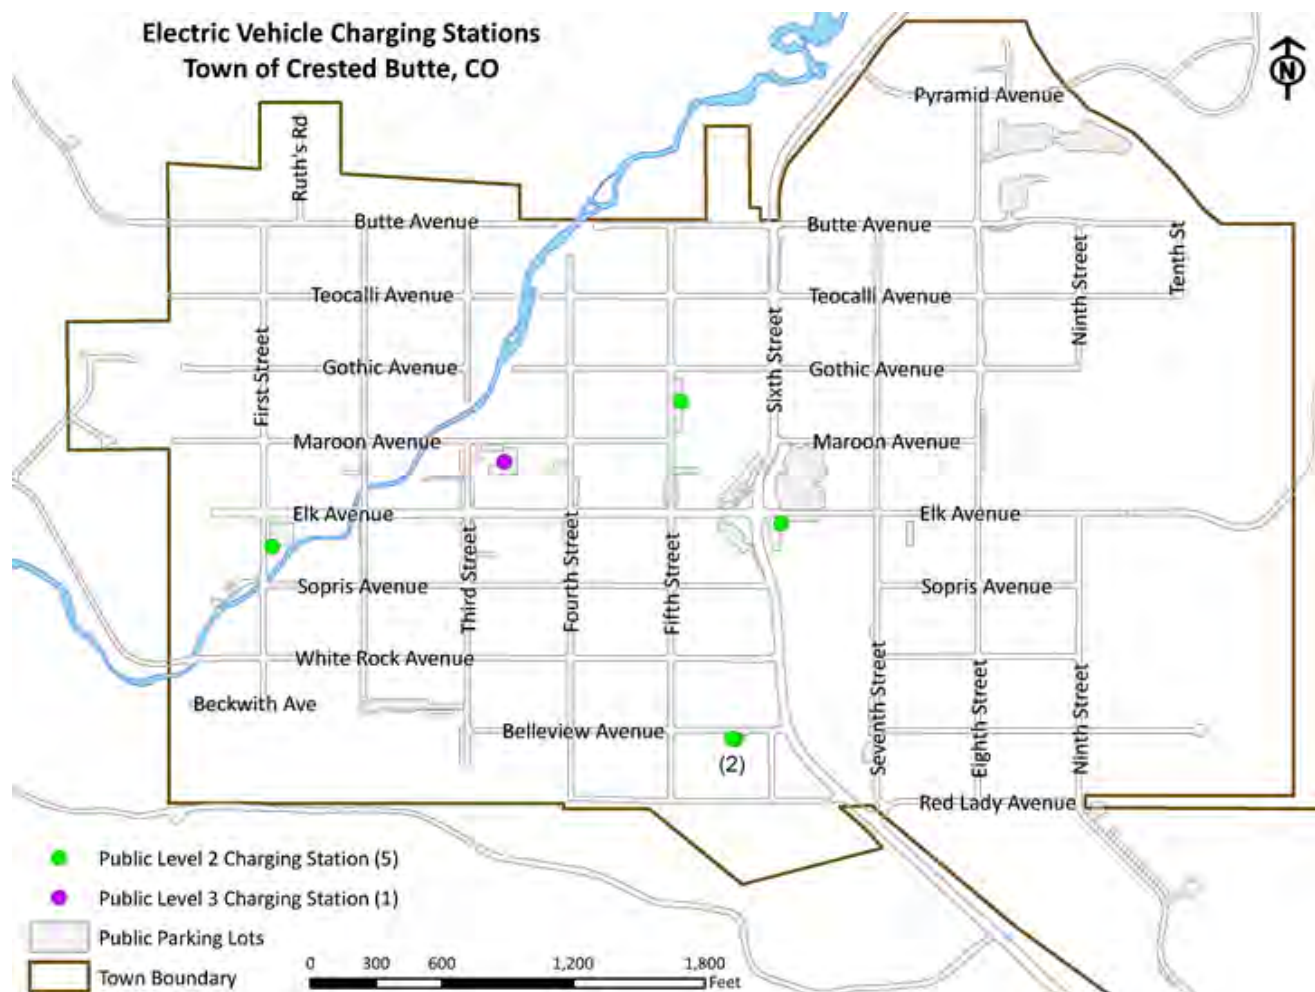 Electric Vehicle Charging Stations
Town of Crested Butte, CO
N
Pyramid Avenue
Ruth's Rd
Butte Avenue
Butte Avenue
Tenth St
Ninth Street
Teocalli Avenue
Teocalli Avenue
First Street
Sixth Street
Gothic Avenue
Gothic Avenue
Maroon Avenue
Maroon Avenue
Elk Avenue
Elk Avenue
Third Street
Fourth Street
Fifth Street
Sopris Avenue
Sopris Avenue
White Rock Avenue
Seventh Street
Eighth Street
Ninth Street
Beckwith Ave
Belleview Avenue
(2)
Red Lady Avenue
Public Level 2 Charging Station (5)
Public Level 3 Charging Station (1)
Public Parking Lots
Town Boundary
0 300 600 1,200 1,800
Feet